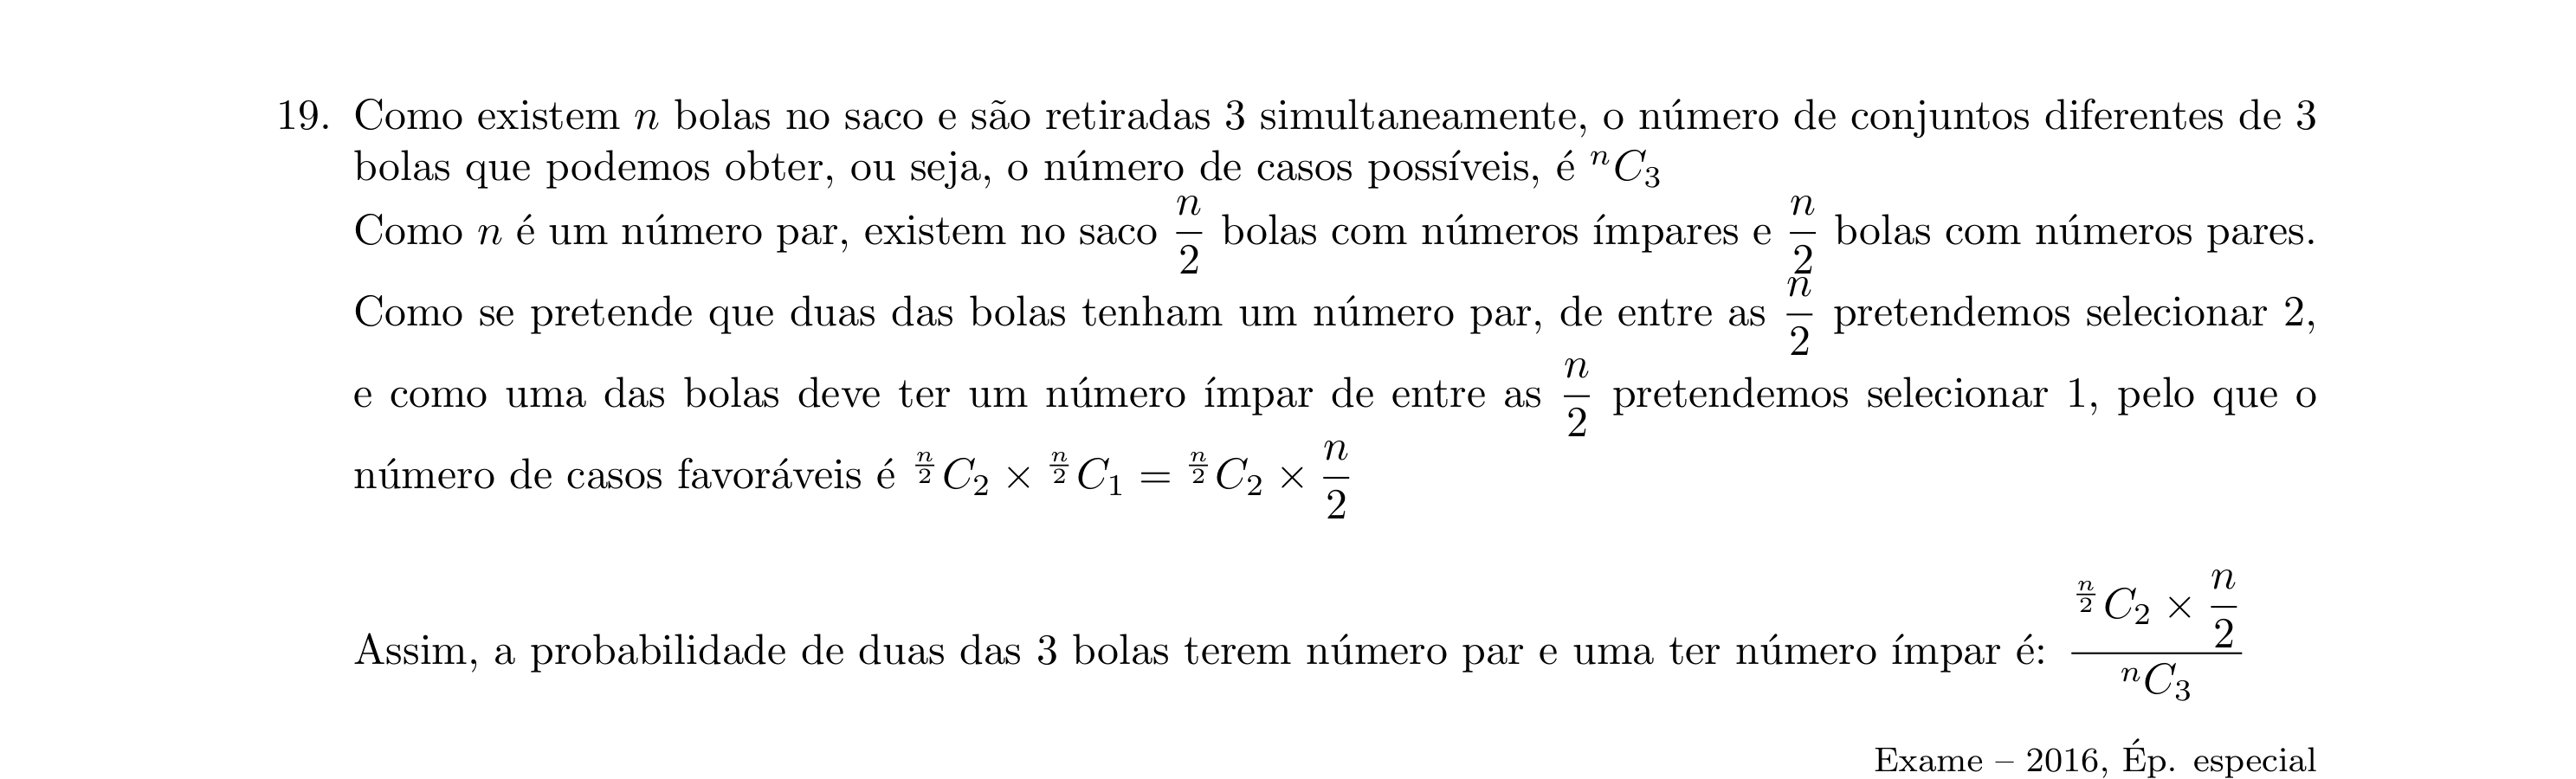 19. Como existem n bolas no saco e são retiradas 3 simultaneamente, o número de conjuntos diferentes de 3
bolas que podemos obter, ou seja, o número de casos possíveis, é $^nC_3$
Como n é um número par, existem no saco $\frac{n}{2}$ bolas com números ímpares e $\frac{n}{2}$ bolas com números pares.
Como se pretende que duas das bolas tenham um número par, de entre as $\frac{n}{2}$ pretendemos selecionar 2,
e como uma das bolas deve ter um número ímpar de entre as $\frac{n}{2}$ pretendemos selecionar 1, pelo que o
número de casos favoráveis é $^{\frac{n}{2}}C_2 \times {}^{\frac{n}{2}}C_1 = {}^{\frac{n}{2}}C_2 \times \frac{n}{2}$
Assim, a probabilidade de duas das 3 bolas terem número par e uma ter número ímpar é: $\frac{^{\frac{n}{2}}C_2 \times \frac{n}{2}}{^nC_3}$
Exame – 2016, Ép. especial